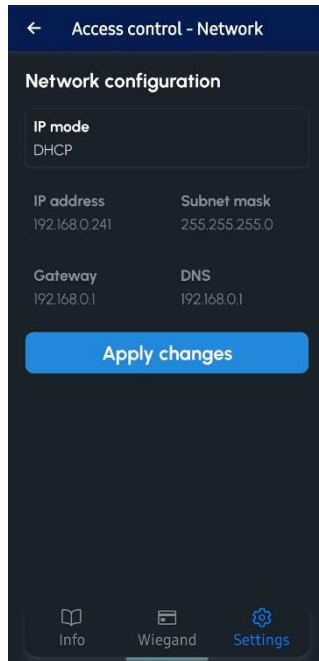 Access control - Network
Network configuration
IP mode
DHCP
IP address
192.168.0.241
Subnet mask
255.255.255.0
Gateway
192.168.0.1
DNS
192.168.0.1
Apply changes
Info
Wiegand
Settings